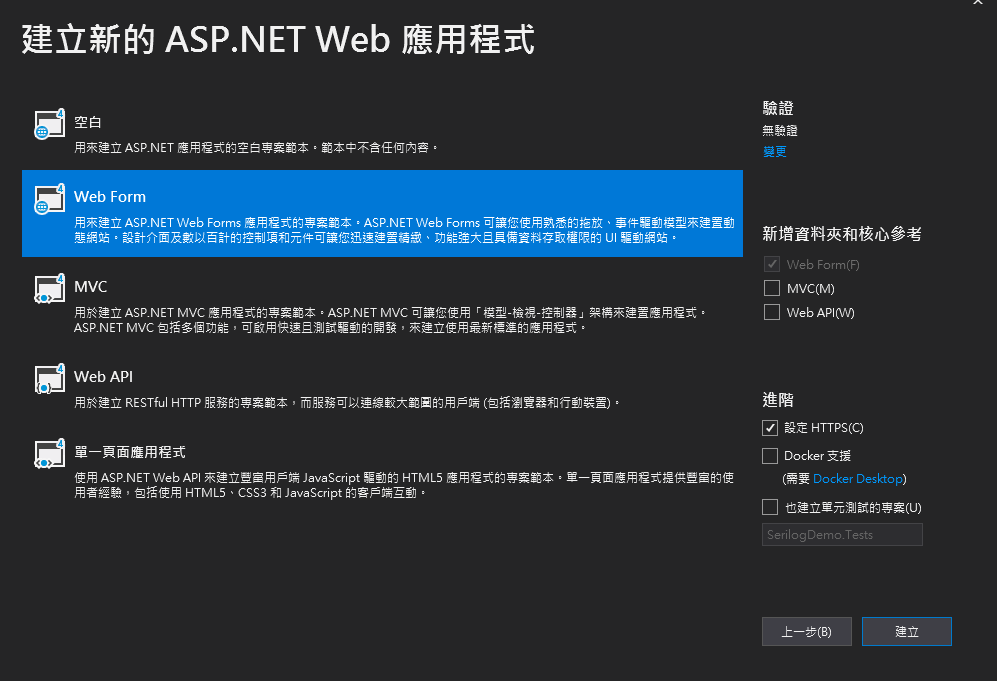 建立新的 ASP.NET Web 應用程式
空白
用來建立 ASP.NET 應用程式的空白專案範本。範本中不含任何內容。
Web Form
用來建立 ASP.NET Web Forms 應用程式的專案範本。ASP.NET Web Forms 可讓您使用熟悉的拖放、事件驅動模型來建置動
態網站。設計介面及數以百計的控制項和元件可讓您迅速建置精緻、功能強大且具備資料存取權限的 UI 驅動網站。
MVC
用於建立 ASP.NET MVC 應用程式的專案範本。ASP.NET MVC 可讓您使用「模型-檢視-控制器」架構來建置應用程式。
ASP.NET MVC 包括多個功能，可啟用快速且測試驅動的開發，來建立使用最新標準的應用程式。
Web API
用於建立 RESTful HTTP 服務的專案範本，而服務可以連線較大範圍的用戶端 (包括瀏覽器和行動裝置)。
單一頁面應用程式
使用 ASP.NET Web API 來建立豐富用戶端 JavaScript 驅動的 HTML5 應用程式的專案範本。單一頁面應用程式提供豐富的使
用者經驗，包括使用 HTML5、CSS3 和 JavaScript 的客戶端互動。
驗證
無驗證
變更
新增資料夾和核心參考
Web Form(F)
MVC(M)
Web API(W)
進階
設定 HTTPS(C)
Docker 支援
(需要 Docker Desktop)
也建立單元測試的專案(U)
SerilogDemo.Tests
上一步(B)
建立